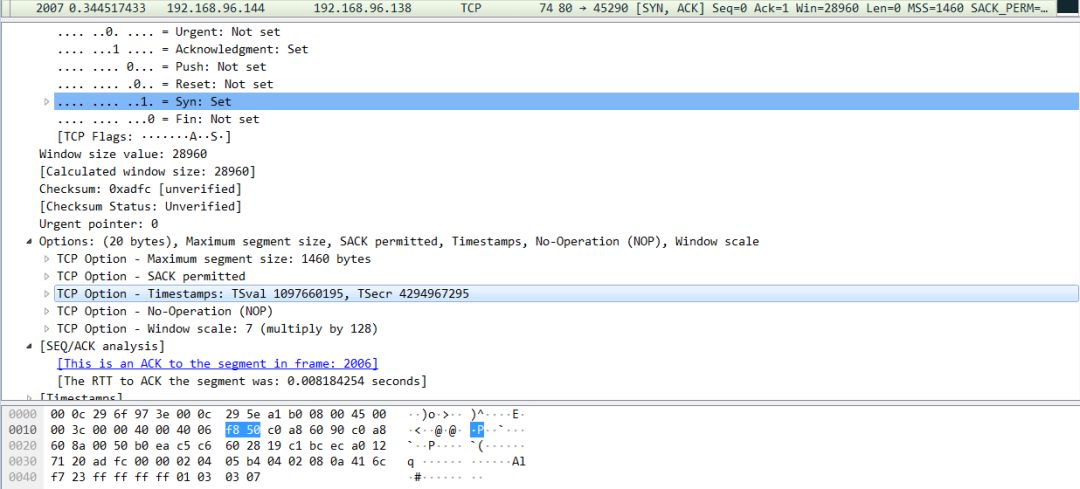 2007 0.344517433 192.168.96.144 192.168.96.138 TCP 74 80 → 45290 [SYN, ACK] Seq=0 Ack=1 Win=28960 Len=0 MSS=1460 SACK_PERM=…
.... ..0. .... = Urgent: Not set
.... ...1 .... = Acknowledgment: Set
.... .... 0... = Push: Not set
.... .... .0.. = Reset: Not set
.... .... ..1. = Syn: Set
.... .... ...0 = Fin: Not set
[TCP Flags: ·······A··S·]
Window size value: 28960
[Calculated window size: 28960]
Checksum: 0xadfc [unverified]
[Checksum Status: Unverified]
Urgent pointer: 0
Options: (20 bytes), Maximum segment size, SACK permitted, Timestamps, No-Operation (NOP), Window scale
TCP Option - Maximum segment size: 1460 bytes
TCP Option - SACK permitted
TCP Option - Timestamps: TSval 1097660195, TSecr 4294967295
TCP Option - No-Operation (NOP)
TCP Option - Window scale: 7 (multiply by 128)
[SEQ/ACK analysis]
[This is an ACK to the segment in frame: 2006]
[The RTT to ACK the segment was: 0.008184254 seconds]
[Timestamps]
0000 00 0c 29 6f 97 3e 00 0c 29 5e a1 b0 08 00 45 00 ··)o·>·· )^····E·
0010 00 3c 00 00 40 00 40 06 f8 50 c0 a8 60 90 c0 a8 ·<··@·@· ·P··`···
0020 60 8a 00 50 b0 ea c5 c6 60 28 19 c1 bc ec a0 12 `··P···· `(······
0030 71 20 ad fc 00 00 02 04 05 b4 04 02 08 0a 41 6c q ······ ······Al
0040 f7 23 ff ff ff ff 01 03 03 07 ·#······ ··